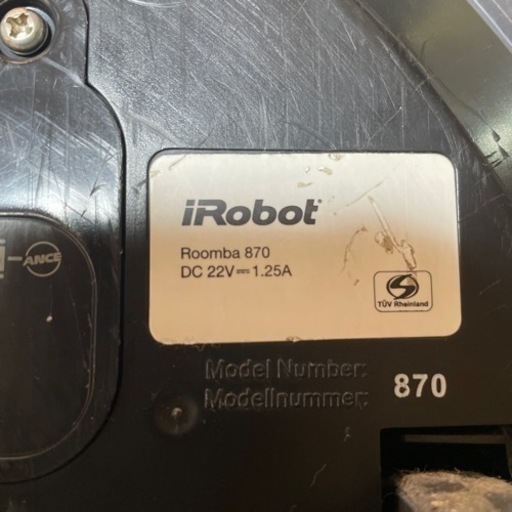 iRobot
Roomba 870
DC 22V⎓1.25A
TÜV Rheinland
-ANCE
Model Number:
Modellnummer:
870